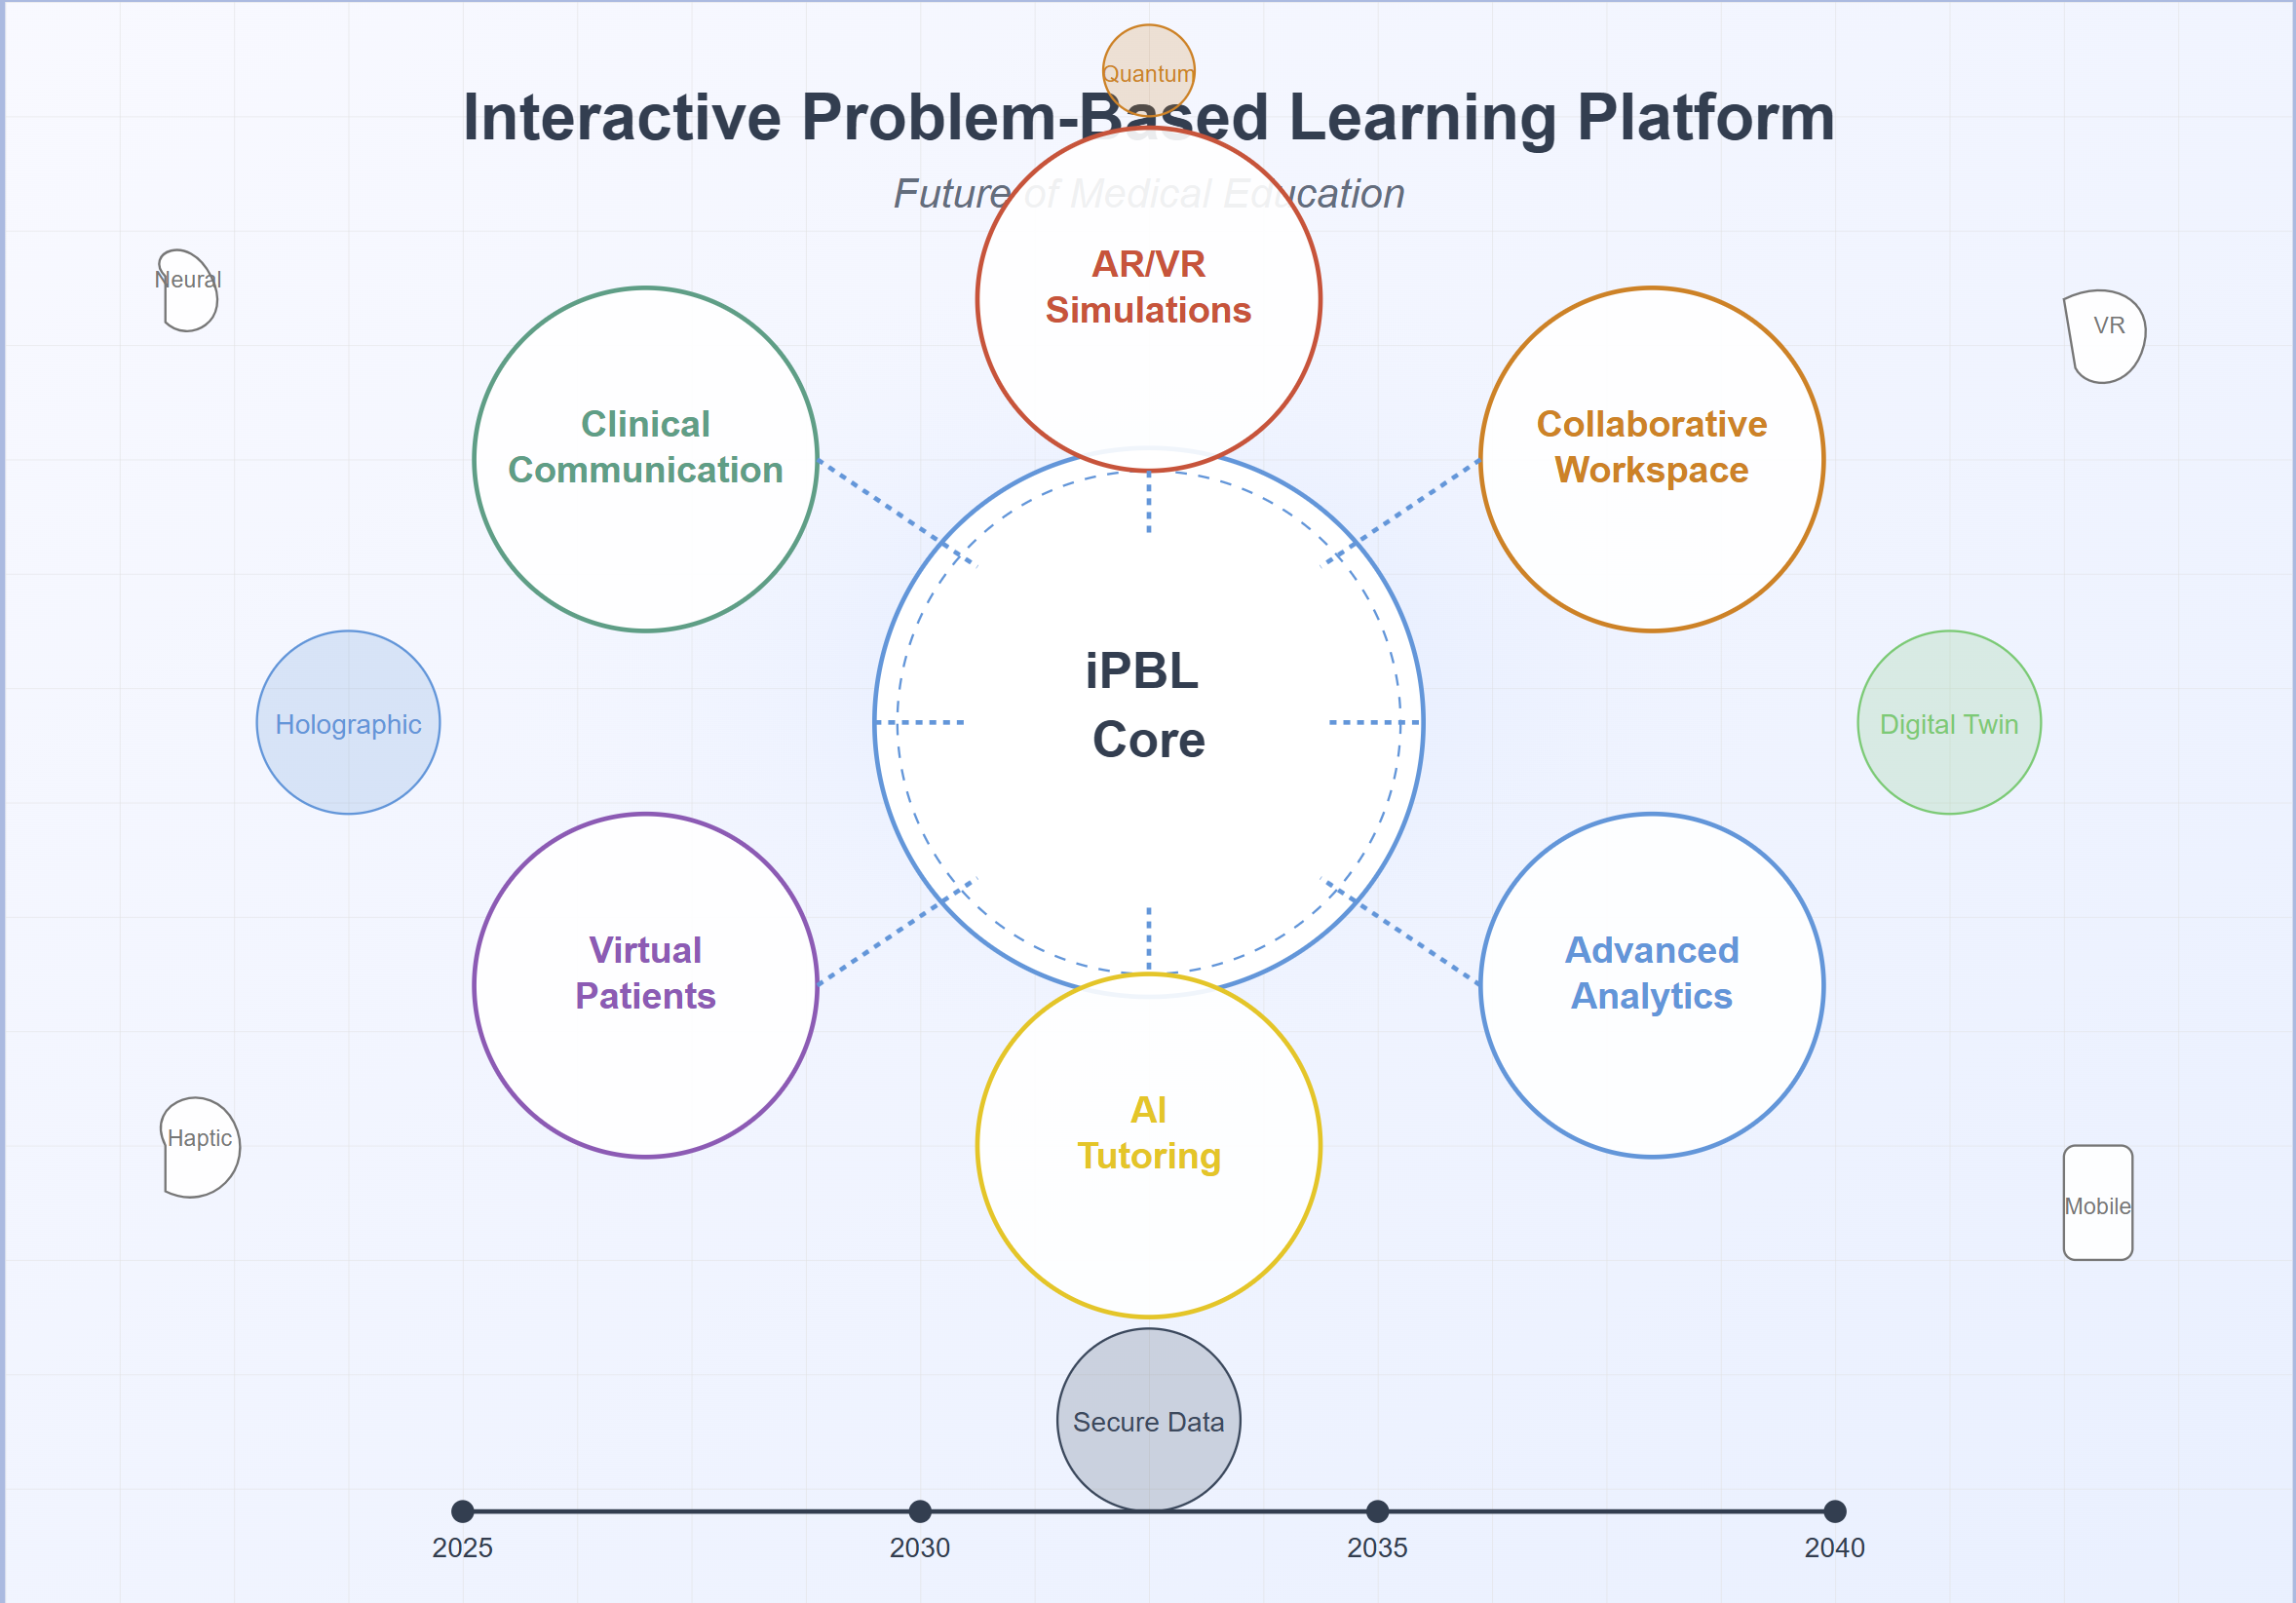 Quantum
Interactive Problem-Based Learning Platform
Future of Medical Education
Neural
VR
AR/VR
Simulations
Clinical
Communication
Collaborative
Workspace
Holographic
iPBL
Core
Digital Twin
Virtual
Patients
Advanced
Analytics
Haptic
AI
Tutoring
Mobile
Secure Data
2025
2030
2035
2040